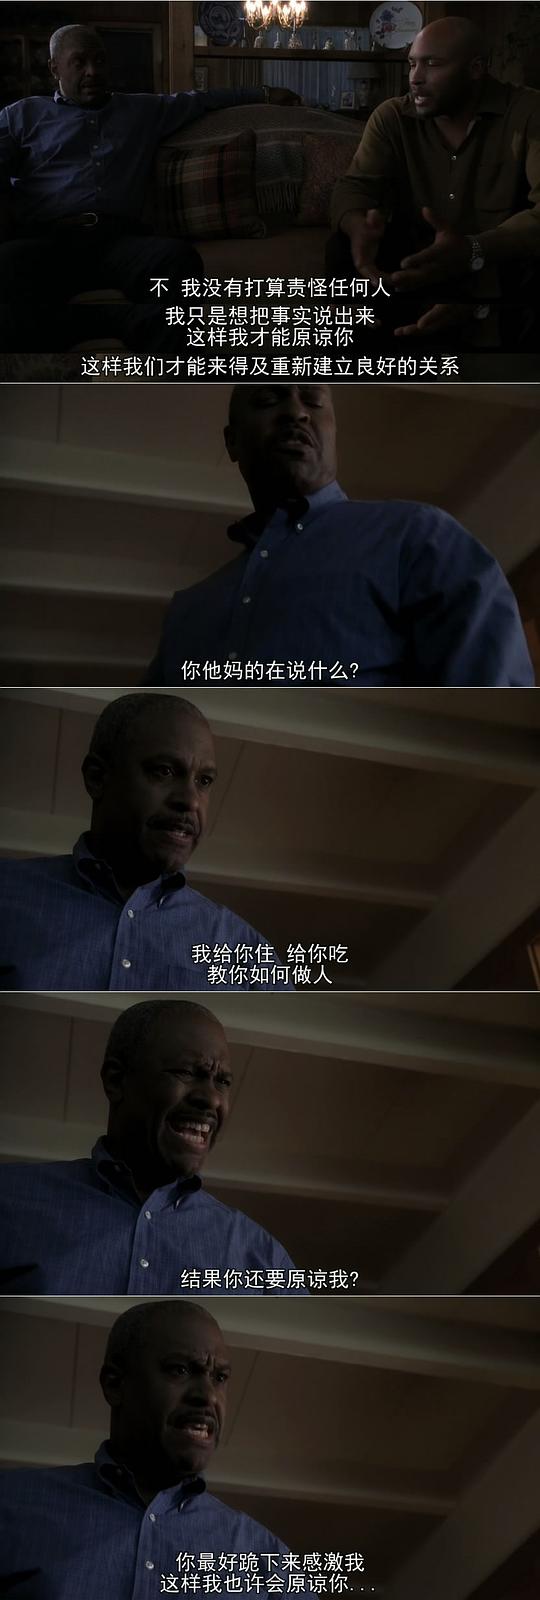 不 我没有打算责怪任何人
我只是想把事实说出来
这样我才能原谅你
这样我们才能来得及重新建立良好的关系
你他妈的在说什么?
我给你住 给你吃
教你如何做人
结果你还要原谅我?
你最好跪下来感激我
这样我也许会原谅你...